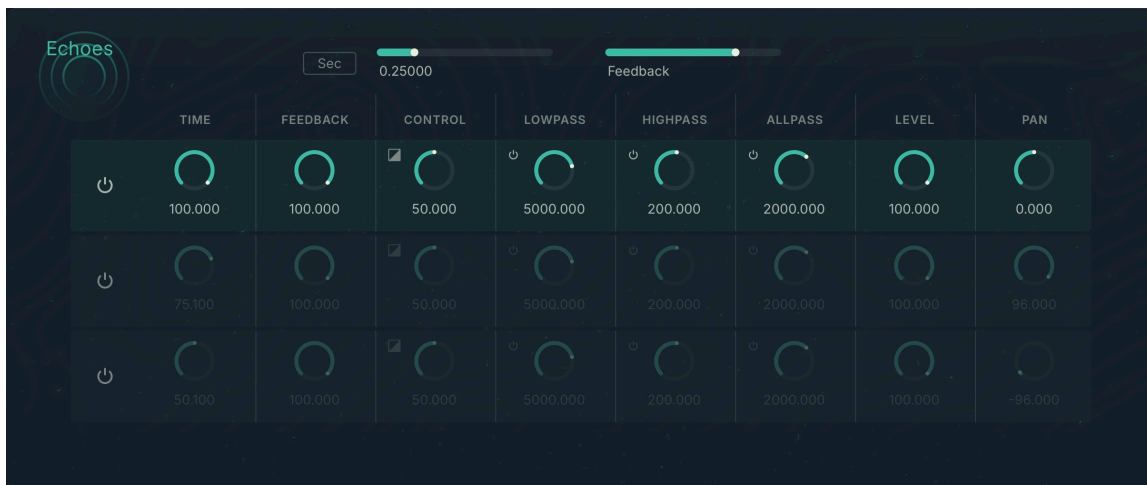 Echoes
Sec
0.25000
Feedback
TIME FEEDBACK CONTROL LOWPASS HIGHPASS ALLPASS LEVEL PAN
100.000 100.000 50.000 5000.000 200.000 2000.000 100.000 0.000
75.100 100.000 50.000 5000.000 200.000 2000.000 100.000 96.000
50.100 100.000 50.000 5000.000 209.000 2000.000 100.000 -96.000